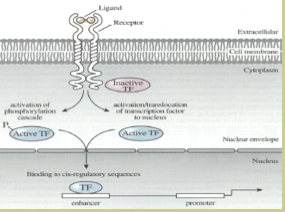 Ligand
Receptor
Extracellular
Cell membrane
Cytoplasm
Inactive
TF
activation of
phosphorylation
cascade
activation/translocation
of transcription factor
to nucleus
P
Active TF
Active TF
Nuclear envelope
Nucleus
Binding to cis-regulatory sequences
TF
enhancer
promoter